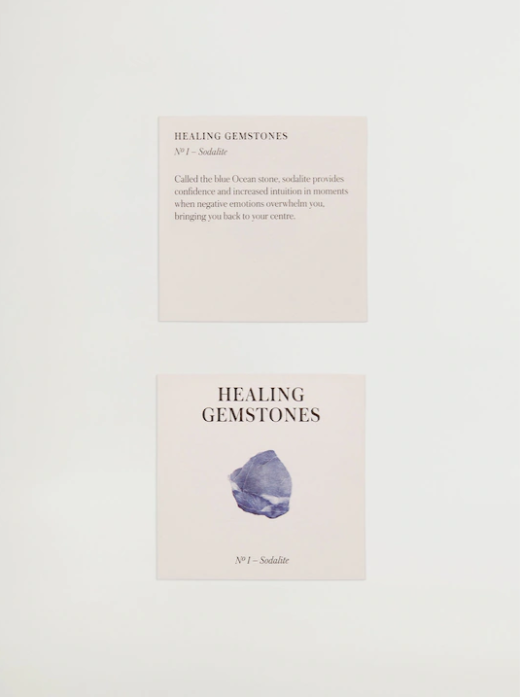 HEALING GEMSTONES
Nº 1 – Sodalite
Called the blue Ocean stone, sodalite provides
confidence and increased intuition in moments
when negative emotions overwhelm you,
bringing you back to your centre.
HEALING
GEMSTONES
Nº 1 – Sodalite